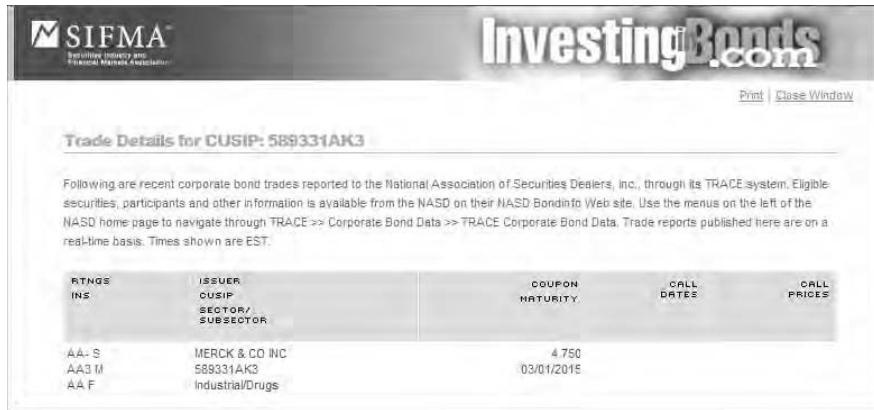 SIFMA
Securities Industry and
Financial Markets Association
InvestingBonds
.com
Print | Close Window
Trade Details for CUSIP: 589331AK3
Following are recent corporate bond trades reported to the National Association of Securities Dealers, Inc., through its TRACE system. Eligible
securities, participants and other information is available from the NASD on their NASD BondInfo Web site. Use the menus on the left of the
NASD home page to navigate through TRACE >> Corporate Bond Data >> TRACE Corporate Bond Data. Trade reports published here are on a
real-time basis. Times shown are EST.
RTNGS ISSUER COUPON CALL CALL
INS CUSIP MATURITY DATES PRICES
SECTOR/
SUBSECTOR
AA- S MERCK & CO INC 4.750
AA3 M 589331AK3 03/01/2015
AA F Industrial/Drugs